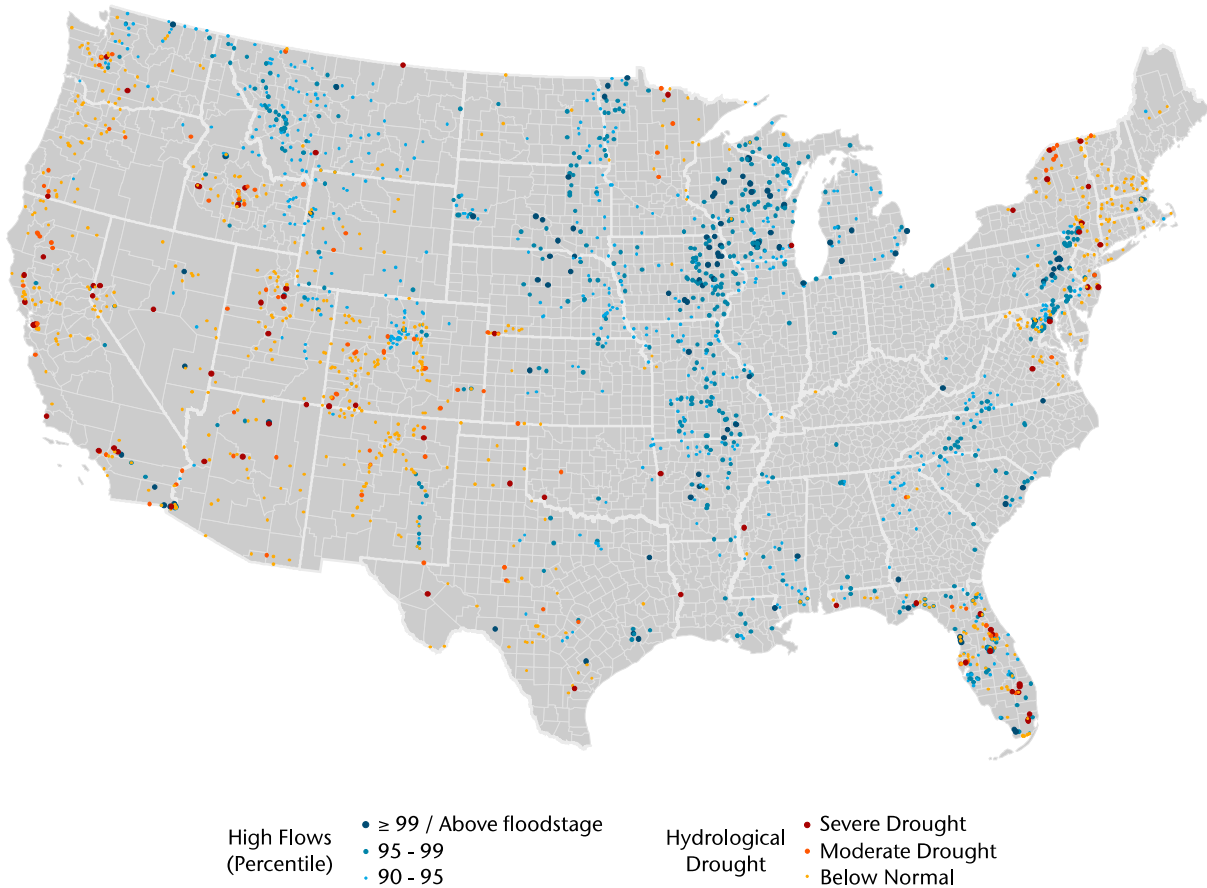 High Flows
(Percentile)
≥ 99 / Above floodstage
95 - 99
90 - 95
Hydrological
Drought
Severe Drought
Moderate Drought
Below Normal